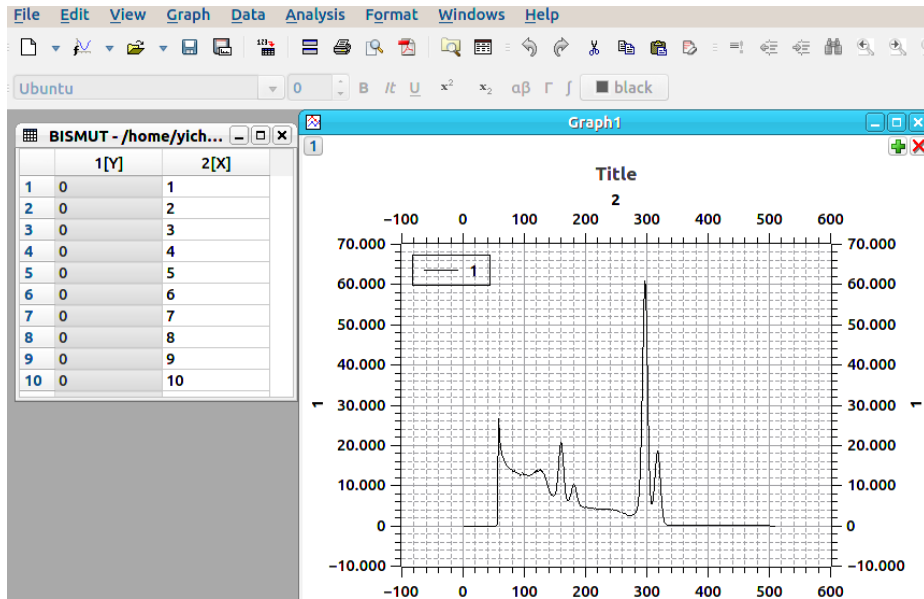 File Edit View Graph Data Analysis Format Windows Help
Ubuntu 0 B It U x² x₂ αβ Γ ∫ black
BISMUT - /home/yich...
1[Y] 2[X]
1 0 1
2 0 2
3 0 3
4 0 4
5 0 5
6 0 6
7 0 7
8 0 8
9 0 9
10 0 10
Graph1
1
Title
2
−100 0 100 200 300 400 500 600
70.000 70.000
1
60.000 60.000
50.000 50.000
40.000 40.000
1 30.000 30.000 1
20.000 20.000
10.000 10.000
0 0
−10.000 −10.000
−100 0 100 200 300 400 500 600